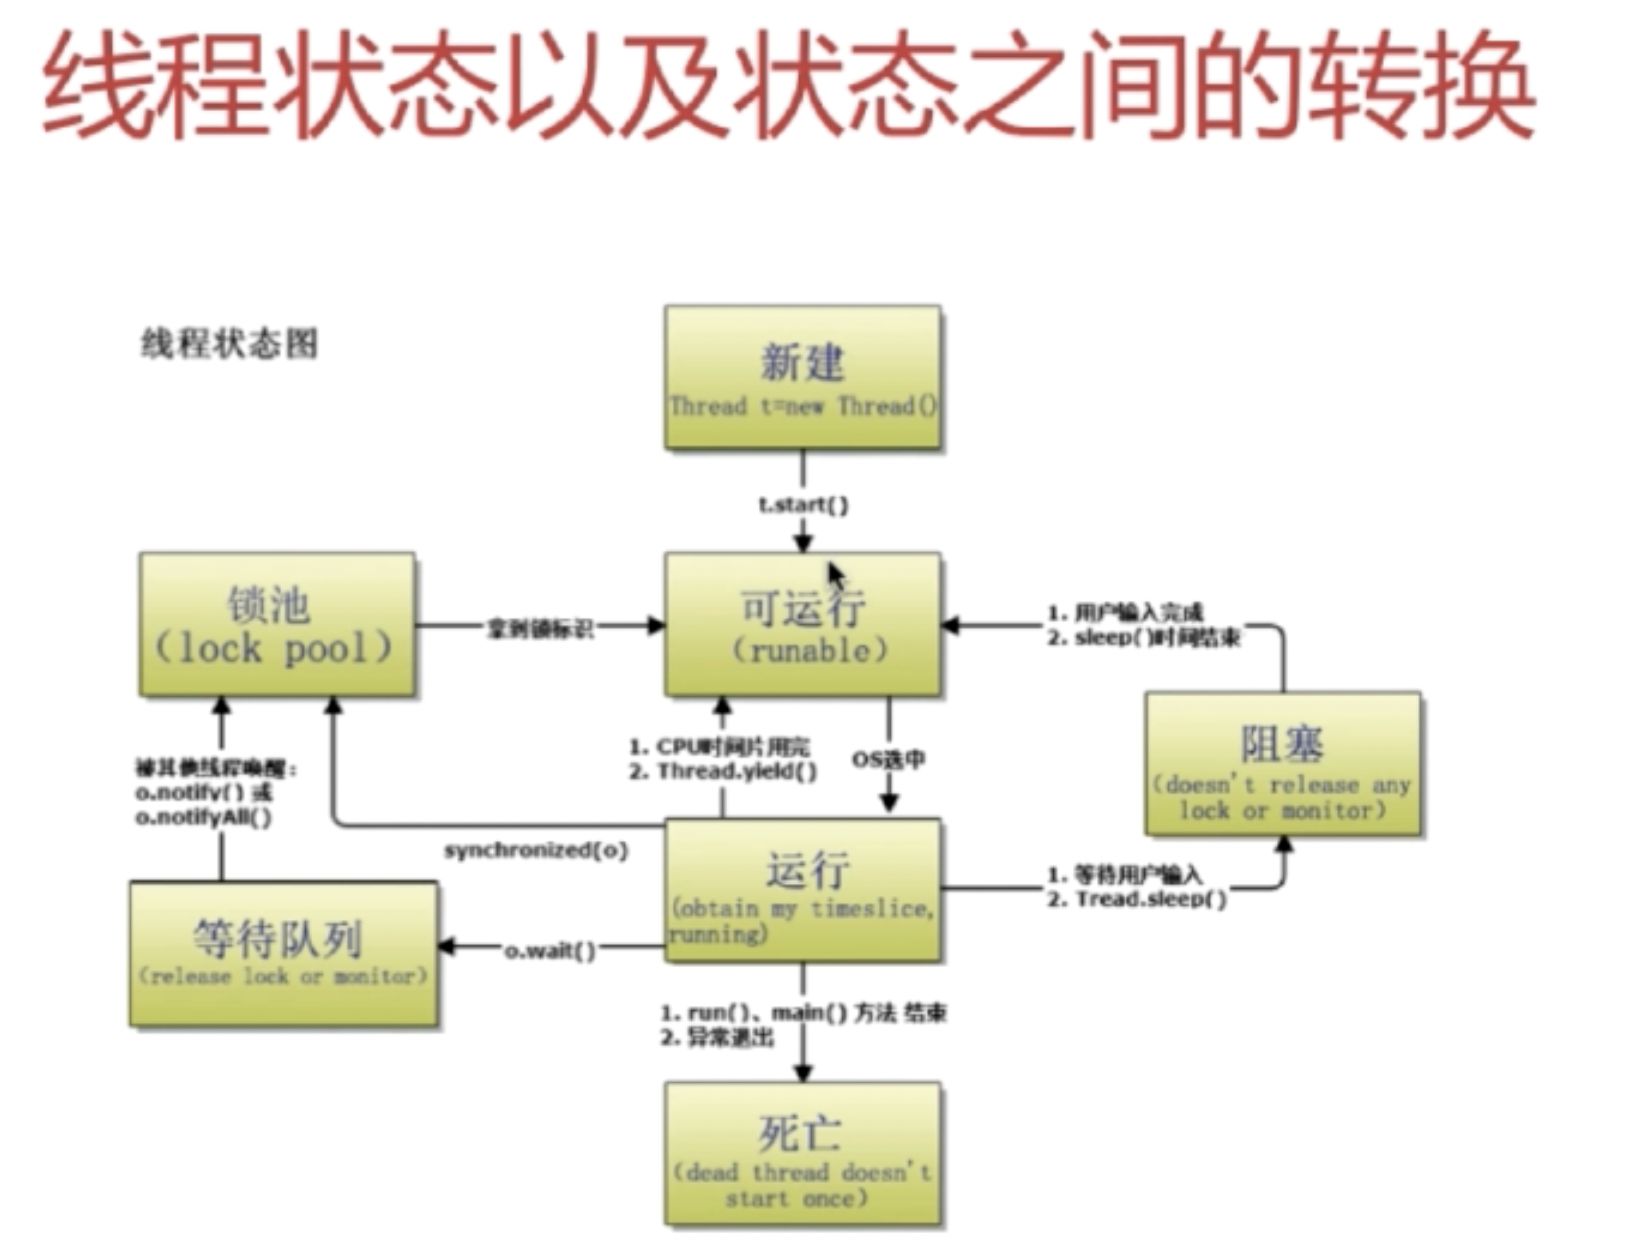 线程状态以及状态之间的转换
线程状态图
新建
Thread t=new Thread()
t.start()
锁池
(lock pool)
拿到锁标识
可运行
(runable)
1. 用户输入完成
2. sleep()时间结束
阻塞
(doesn't release any
lock or monitor)
被其他线程唤醒：
o.notify() 或
o.notifyAll()
1. CPU时间片用完
2. Thread.yield()
OS选中
synchronized(o)
运行
(obtain my timeslice,
running)
1. 等待用户输入
2. Tread.sleep()
等待队列
(release lock or monitor)
o.wait()
1. run()、main() 方法 结束
2. 异常退出
死亡
(dead thread doesn't
start once)